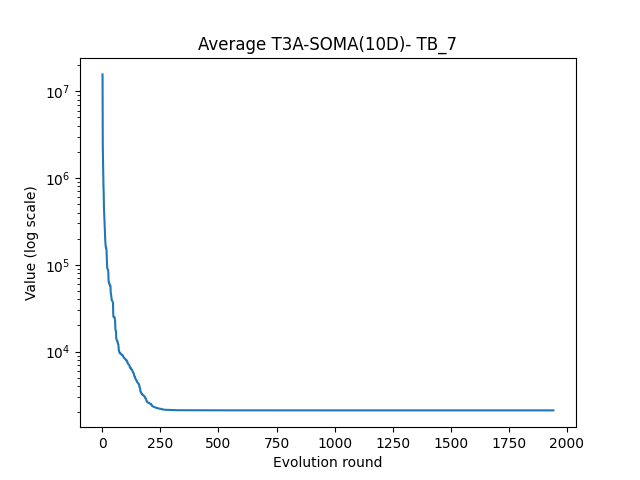 Average T3A-SOMA(10D)- TB_7
Value (log scale)
10⁷
10⁶
10⁵
10⁴
0 250 500 750 1000 1250 1500 1750 2000
Evolution round